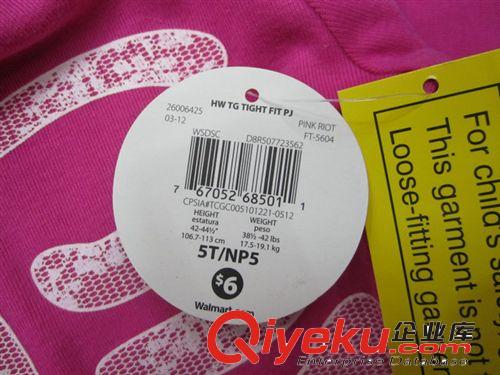 HW TG TIGHT FIT PJ
26006425
PINK RIOT
03-12
FT-5604
WSDSC D8R507723562
7 67052 68501 1
CPSIA#TCGC005101221-0512
HEIGHT WEIGHT
estatura peso
42-44½" 38½ -42 lbs
106.7-113 cm 17.5-19.1 kg
5T/NP5
$6
For child's
This garment is not
Loose-fitting
Qiyeku.com 企业库
Enterprise Database